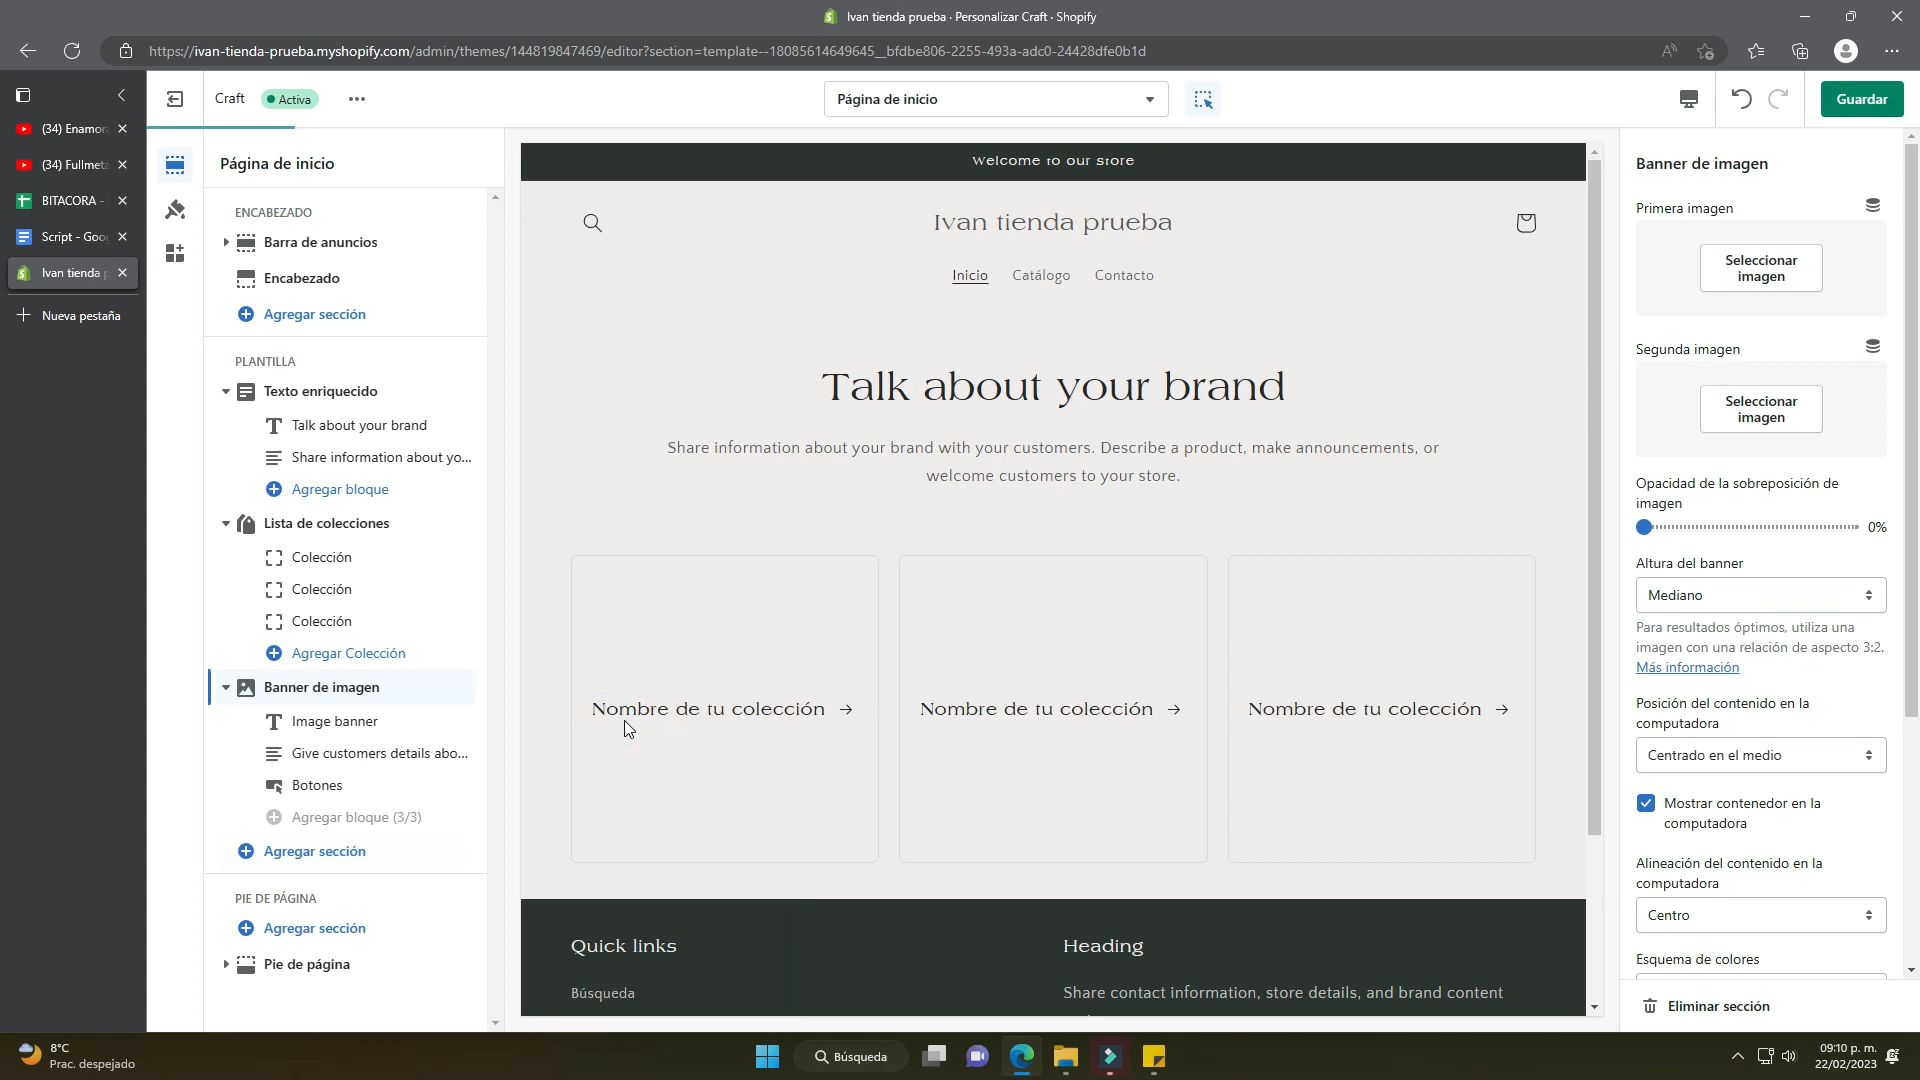 Ivan tienda prueba · Personalizar Craft · Shopify
https://ivan-tienda-prueba.myshopify.com/admin/themes/144819847469/editor?section=template--18085614649645__bfdbe806-2255-493a-adc0-24428dfe0b1d
(34) Enamor
(34) Fullmeta
BITACORA -
Script - Goo
Ivan tienda p
Nueva pestaña
Craft
Activa
Página de inicio
Guardar
Página de inicio
ENCABEZADO
Barra de anuncios
Encabezado
Agregar sección
PLANTILLA
Texto enriquecido
Talk about your brand
Share information about yo...
Agregar bloque
Lista de colecciones
Colección
Colección
Colección
Agregar Colección
Banner de imagen
Image banner
Give customers details abo...
Botones
Agregar bloque (3/3)
Agregar sección
PIE DE PÁGINA
Agregar sección
Pie de página
Welcome to our store
Ivan tienda prueba
Inicio
Catálogo
Contacto
Talk about your brand
Share information about your brand with your customers. Describe a product, make announcements, or
welcome customers to your store.
Nombre de tu colección →
Nombre de tu colección →
Nombre de tu colección →
Quick links
Búsqueda
Heading
Share contact information, store details, and brand content
Banner de imagen
Primera imagen
Seleccionar
imagen
Segunda imagen
Seleccionar
imagen
Opacidad de la sobreposición de
imagen
0%
Altura del banner
Mediano
Para resultados óptimos, utiliza una
imagen con una relación de aspecto 3:2.
Más información
Posición del contenido en la
computadora
Centrado en el medio
Mostrar contenedor en la
computadora
Alineación del contenido en la
computadora
Centro
Esquema de colores
Eliminar sección
8°C
Prac. despejado
Búsqueda
09:10 p. m.
22/02/2023